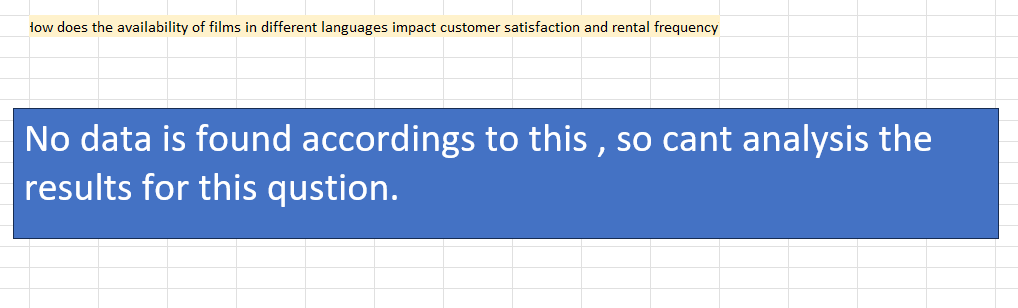 How does the availability of films in different languages impact customer satisfaction and rental frequency
No data is found accordings to this , so cant analysis the
results for this qustion.